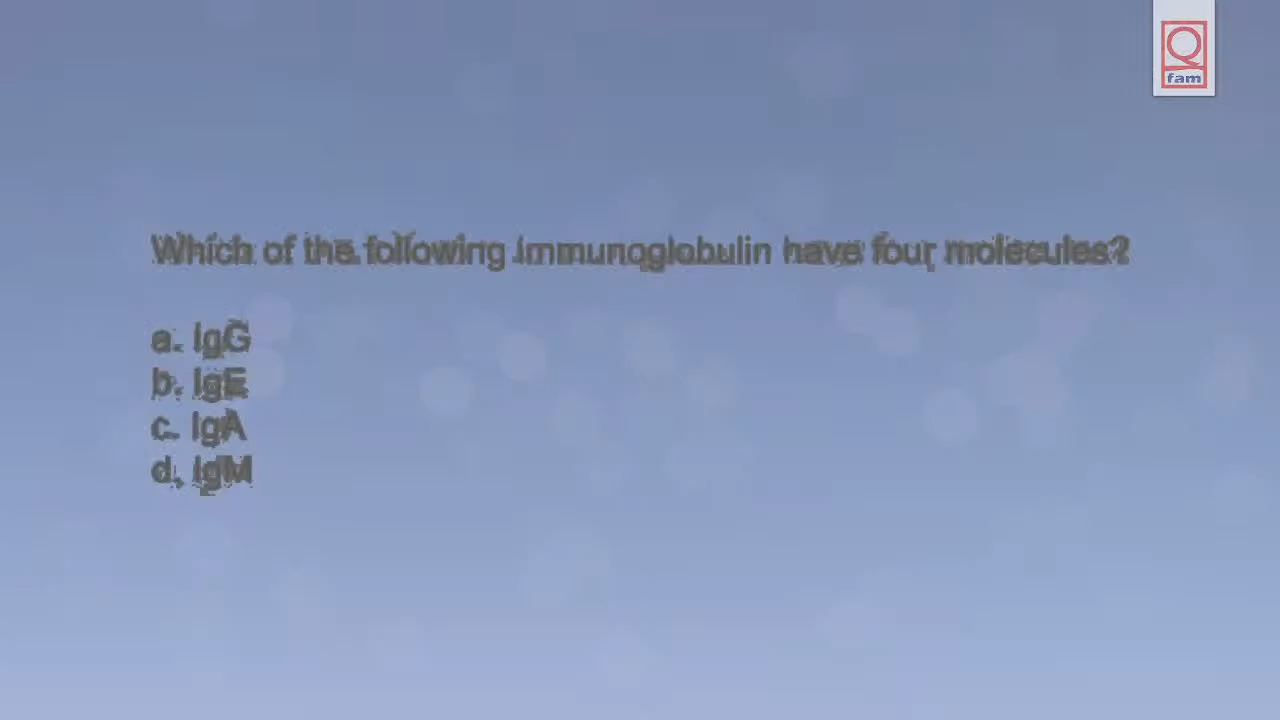 Q
fam
Which of the following immunoglobulin have four molecules?
a. IgG
b. IgE
c. IgA
d. IgM